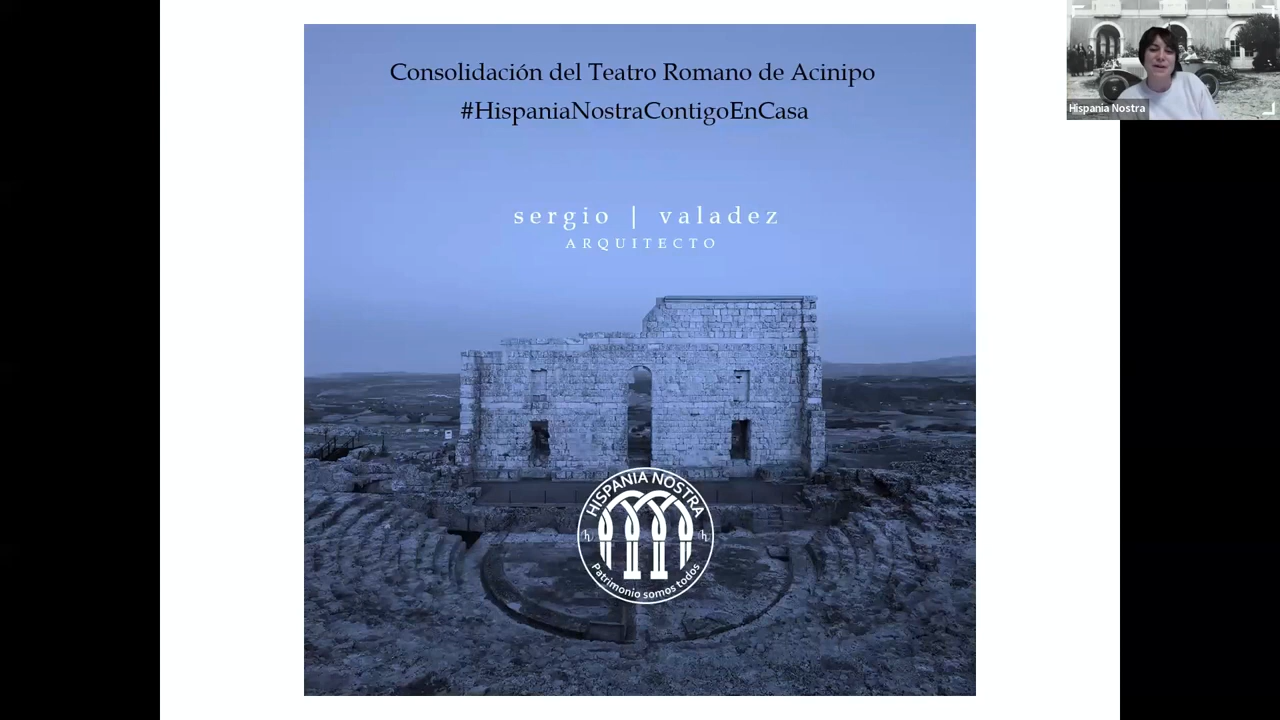 Consolidación del Teatro Romano de Acinipo
#HispaniaNostraContigoEnCasa
Hispania Nostra
sergio | valadez
ARQUITECTO
HISPANIA NOSTRA
h h
Patrimonio somos todos